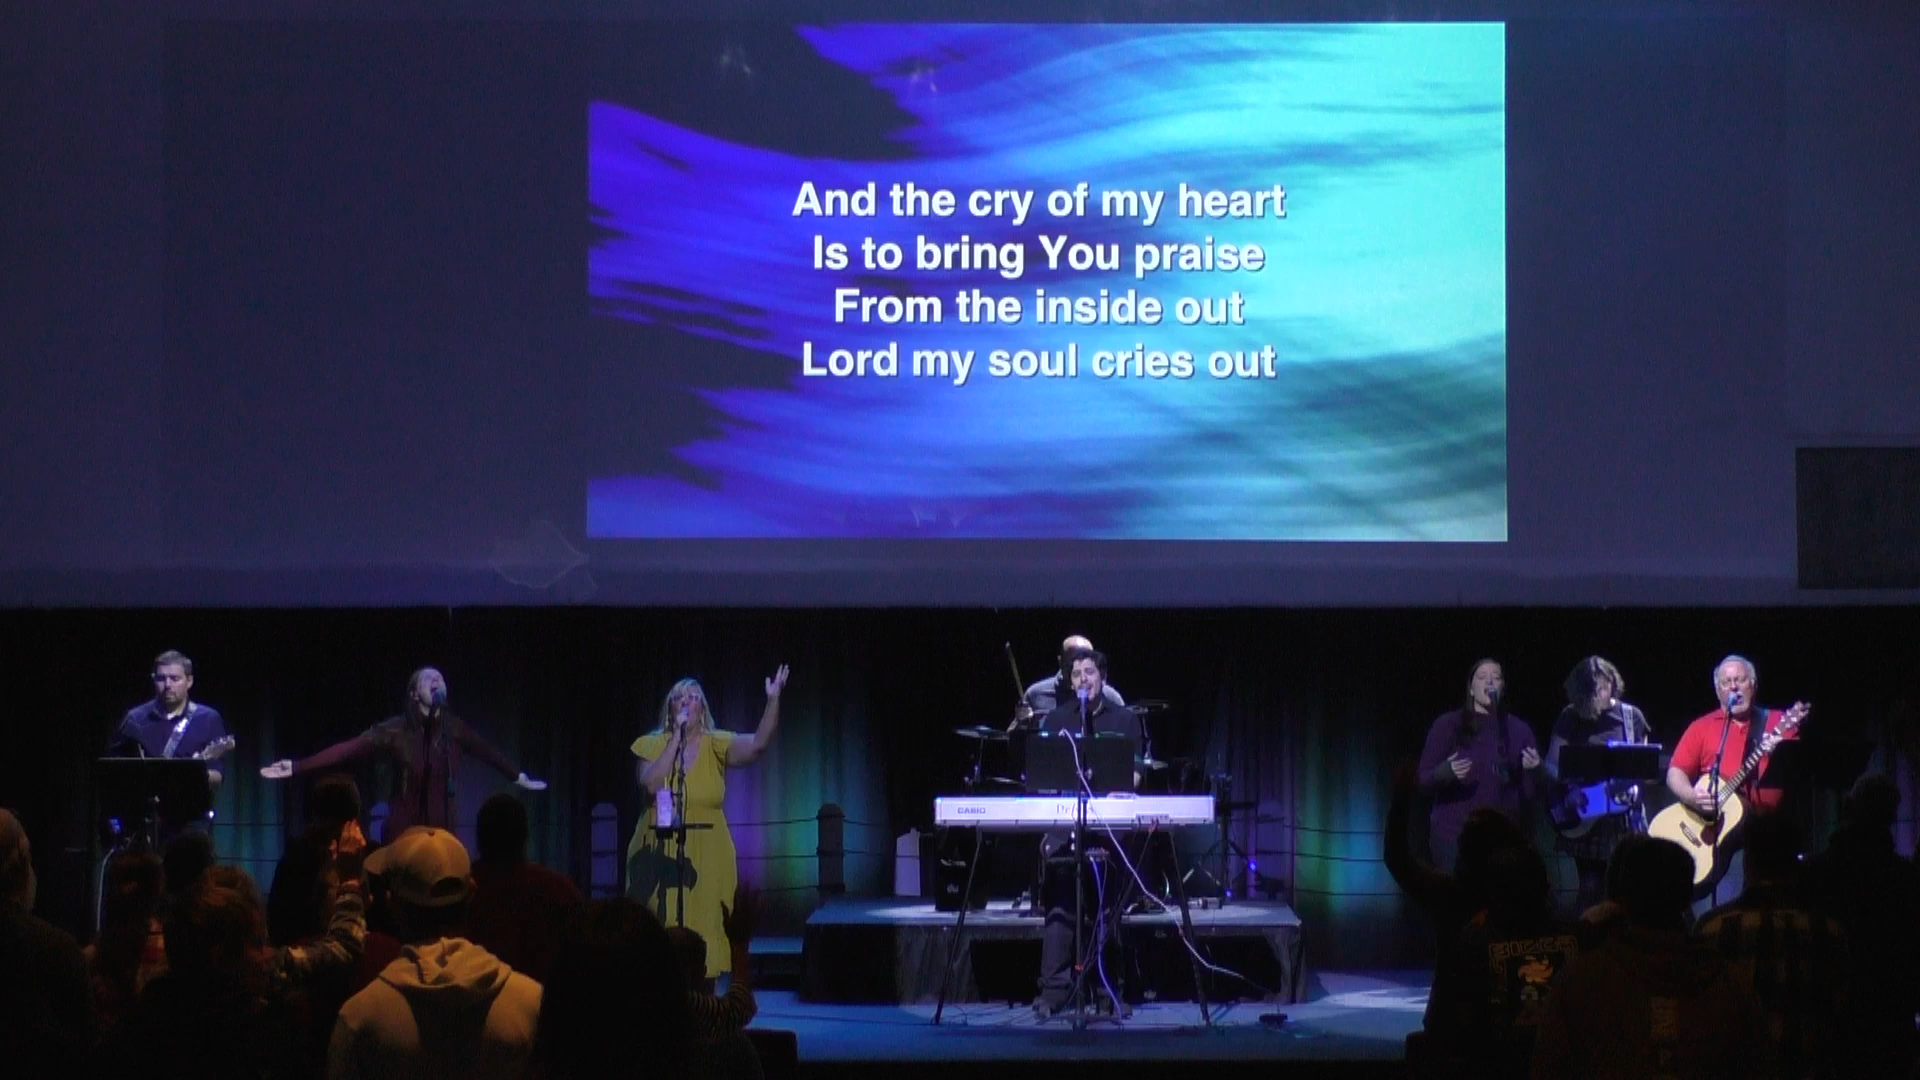 And the cry of my heart
Is to bring You praise
From the inside out
Lord my soul cries out
CASIO